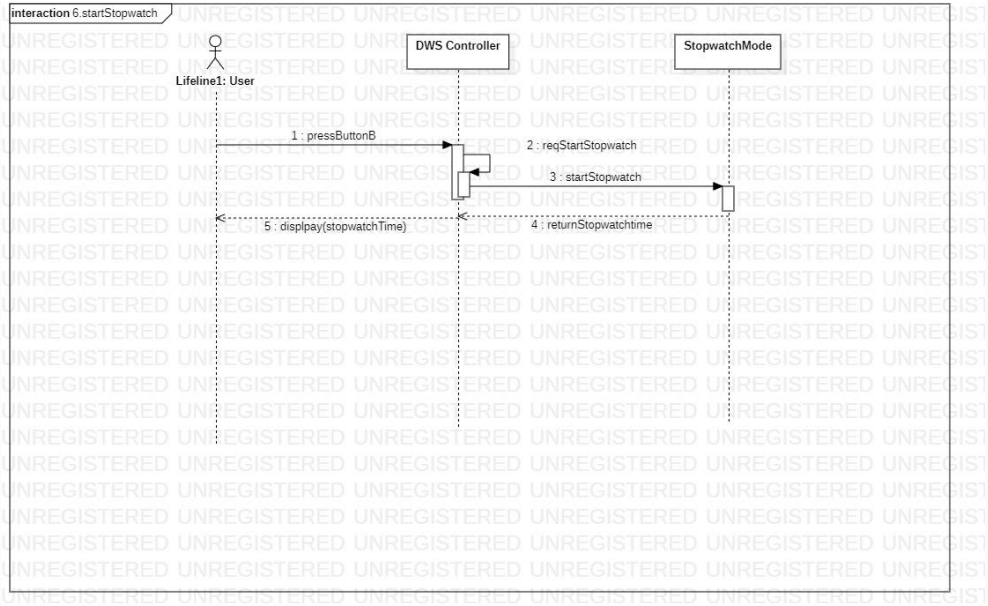 interaction 6.startStopwatch
DWS Controller
StopwatchMode
Lifeline1: User
1 : pressButtonB
2 : reqStartStopwatch
3 : startStopwatch
4 : returnStopwatchtime
5 : displpay(stopwatchTime)
UNREGISTERED